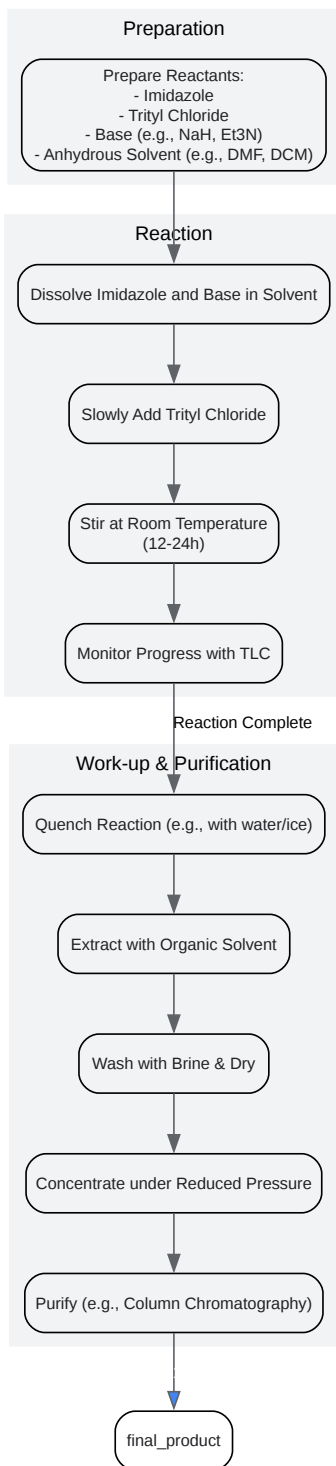 Preparation
Prepare Reactants:
- Imidazole
- Trityl Chloride
- Base (e.g., NaH, Et3N)
- Anhydrous Solvent (e.g., DMF, DCM)
Reaction
Dissolve Imidazole and Base in Solvent
Slowly Add Trityl Chloride
Stir at Room Temperature
(12-24h)
Monitor Progress with TLC
Reaction Complete
Work-up & Purification
Quench Reaction (e.g., with water/ice)
Extract with Organic Solvent
Wash with Brine & Dry
Concentrate under Reduced Pressure
Purify (e.g., Column Chromatography)
final_product